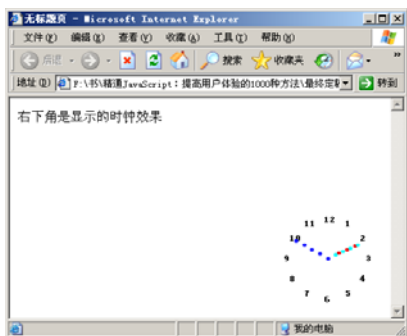 无标题页 - Microsoft Internet Explorer
文件(F) 编辑(E) 查看(V) 收藏(A) 工具(T) 帮助(H)
后退 搜索 收藏夹 »
地址(D) F:\书\精通JavaScript：提高用户体验的1000种方法\最终定 转到
右下角是显示的时钟效果
11 12 1
10 2
9 3
8 4
7 6 5
我的电脑